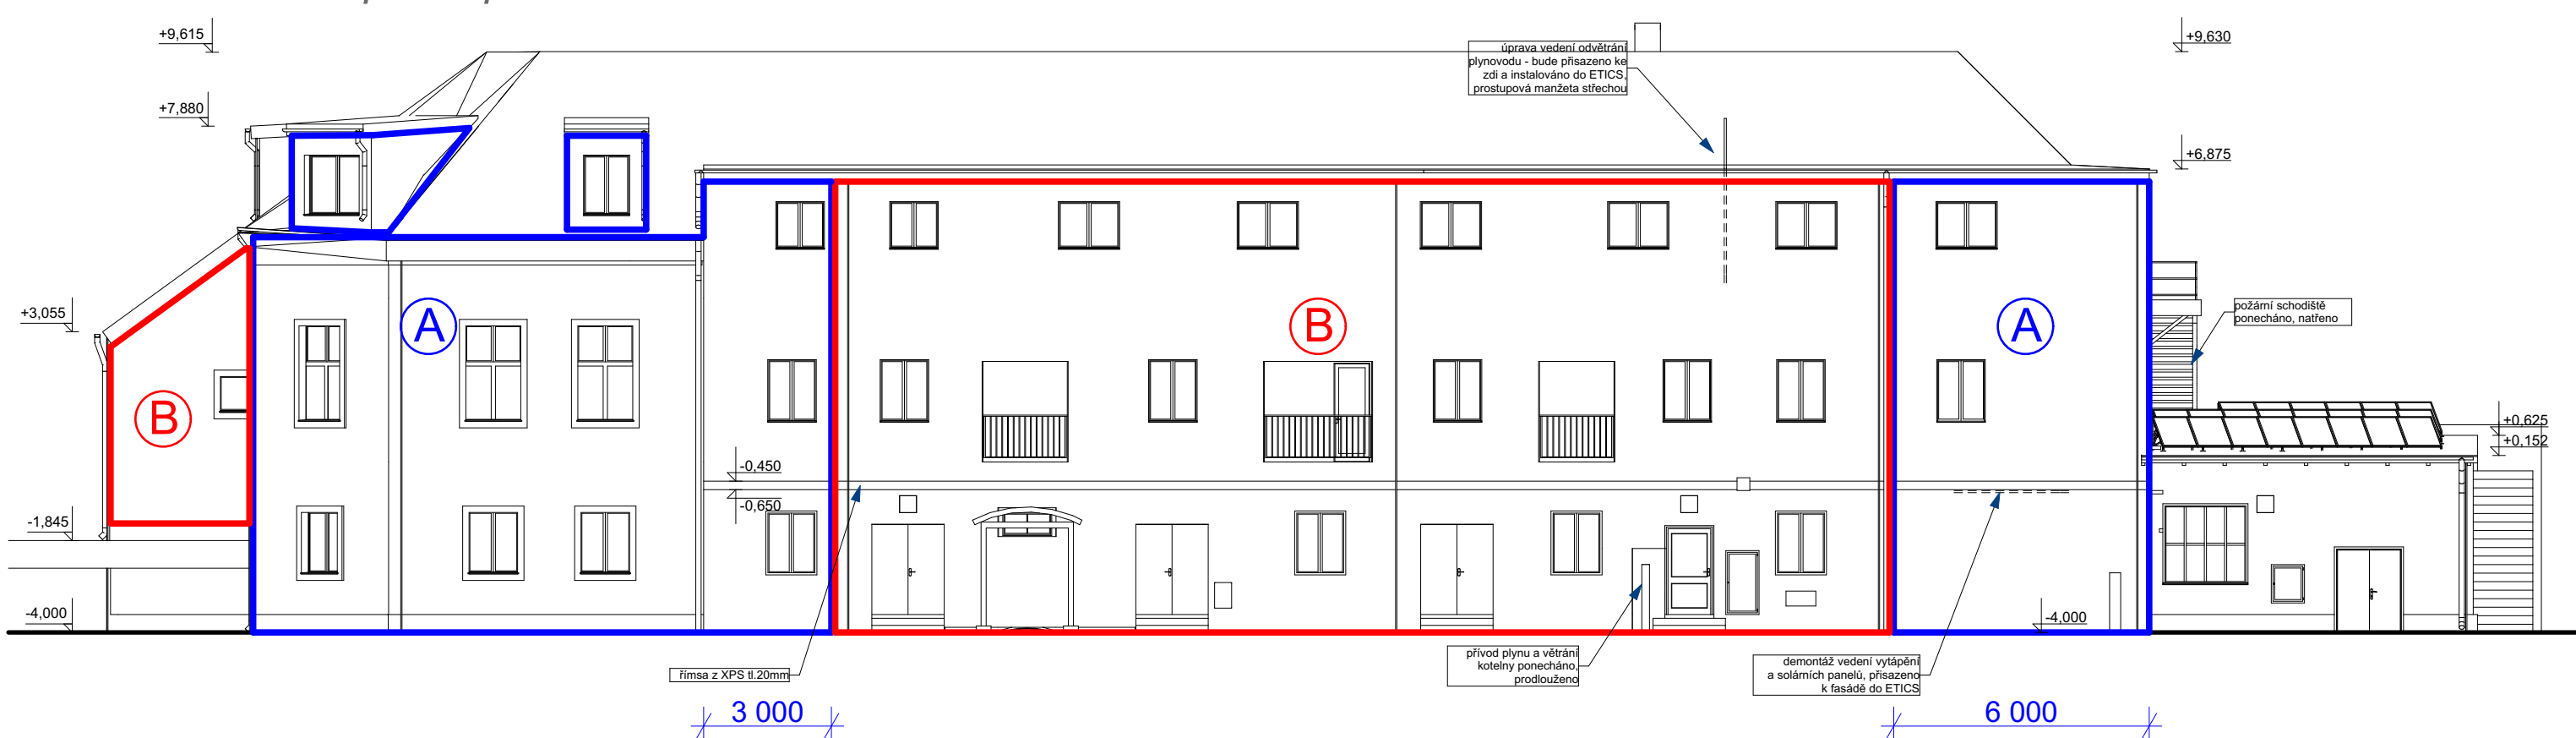 +9,615
+7,880
úprava vedení odvětrání
plynovodu - bude přisazeno ke
zdi a instalováno do ETICS,
prostupová manžeta střechou
+9,630
+6,875
+3,055
A
B
A
B
požární schodiště
ponecháno, natřeno
+0,625
+0,152
-0,450
-0,650
-1,845
-4,000
-4,000
římsa z XPS tl.20mm
přívod plynu a větrání
kotelny ponecháno,
prodlouženo
demontáž vedení vytápění
a solárních panelů, přisazeno
k fasádě do ETICS
3 000
6 000